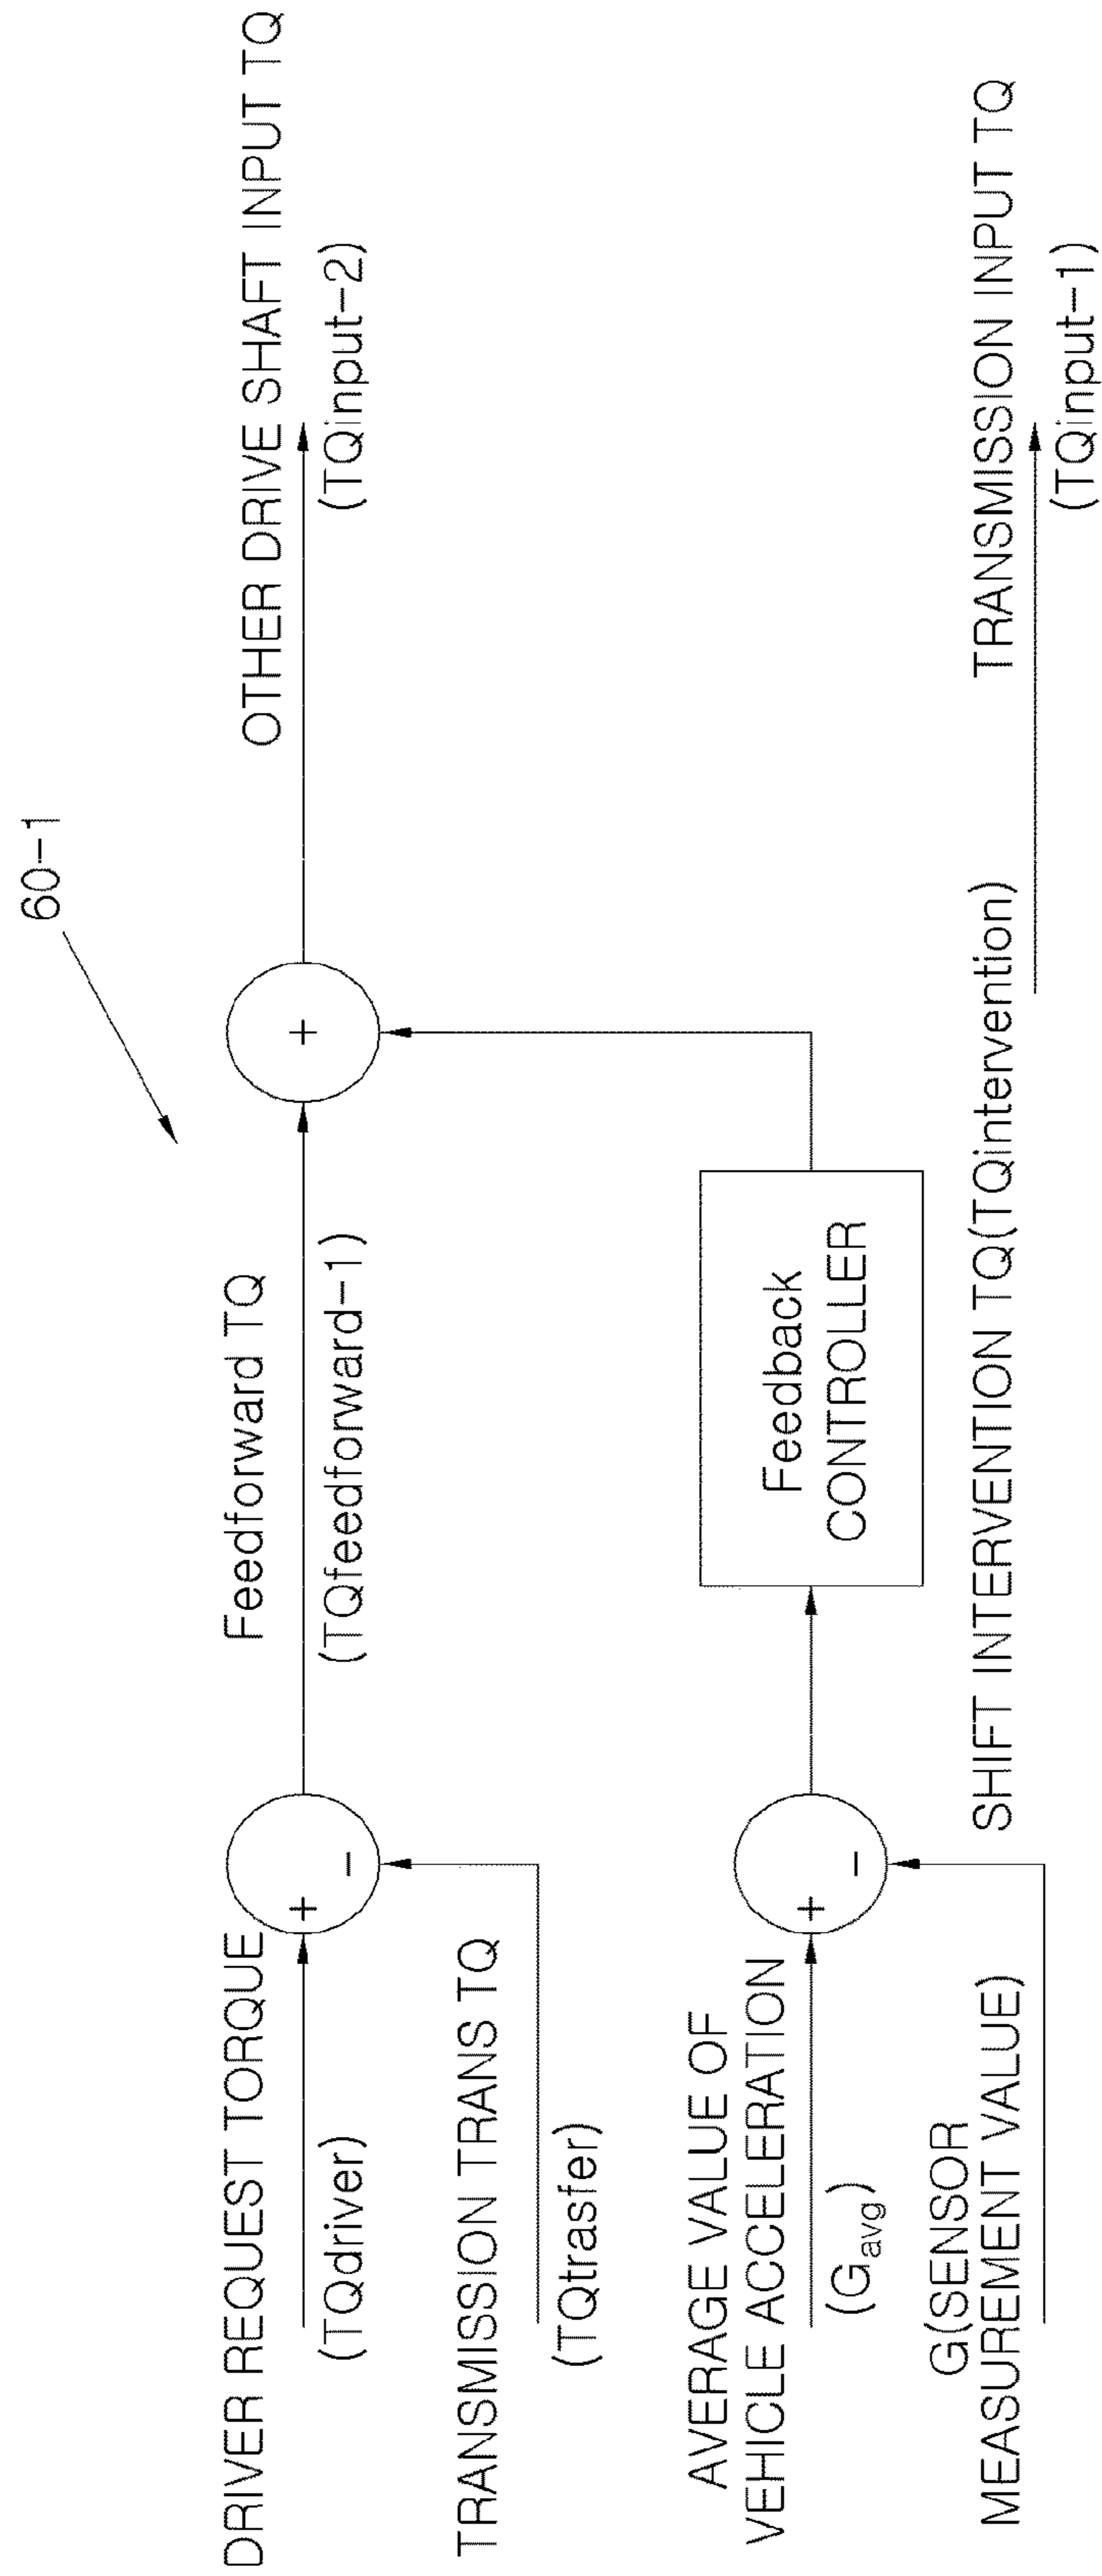 60-1
DRIVER REQUEST TORQUE
(TQdriver)
+
-
Feedforward TQ
(TQfeedforward-1)
+
OTHER DRIVE SHAFT INPUT TQ
(TQinput-2)
TRANSMISSION TRANS TQ
(TQtrasfer)
AVERAGE VALUE OF
VEHICLE ACCELERATION
(Gavg)
+
-
Feedback
CONTROLLER
G(SENSOR
MEASUREMENT VALUE)
SHIFT INTERVENTION TQ(TQintervention)
TRANSMISSION INPUT TQ
(TQinput-1)